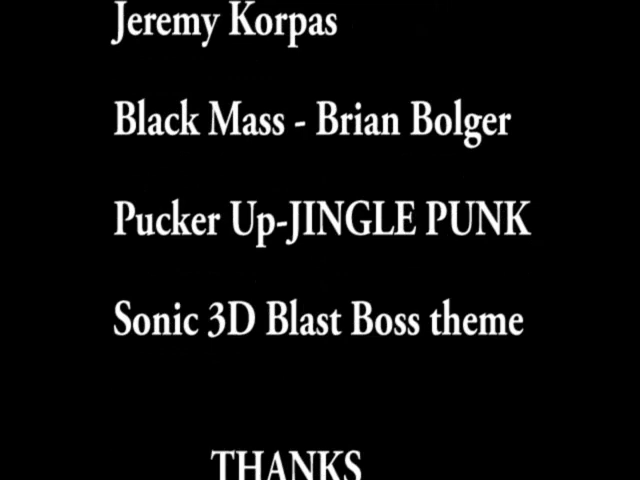 Jeremy Korpas
Black Mass - Brian Bolger
Pucker Up-JINGLE PUNK
Sonic 3D Blast Boss theme
THANKS